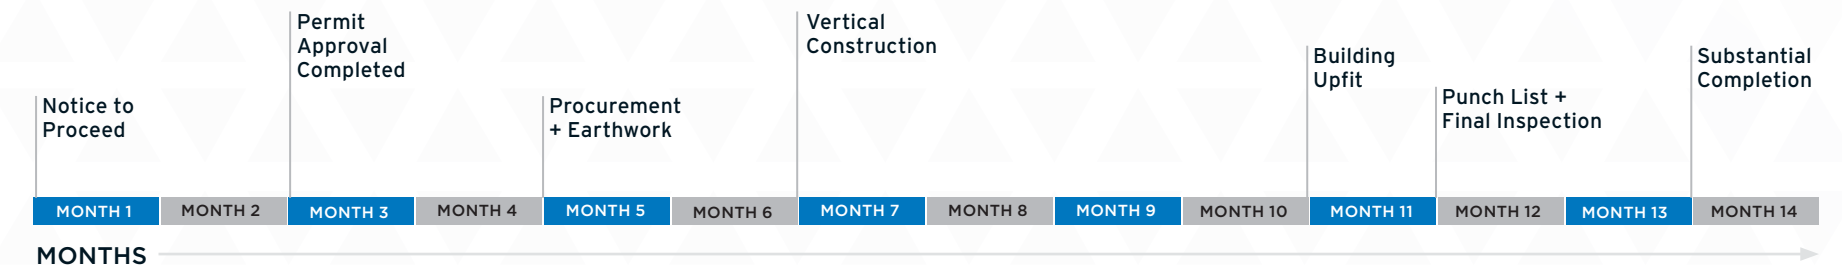 Notice to
Proceed
Permit
Approval
Completed
Procurement
+ Earthwork
Vertical
Construction
Building
Upfit
Punch List +
Final Inspection
Substantial
Completion
MONTH 1
MONTH 2
MONTH 3
MONTH 4
MONTH 5
MONTH 6
MONTH 7
MONTH 8
MONTH 9
MONTH 10
MONTH 11
MONTH 12
MONTH 13
MONTH 14
MONTHS